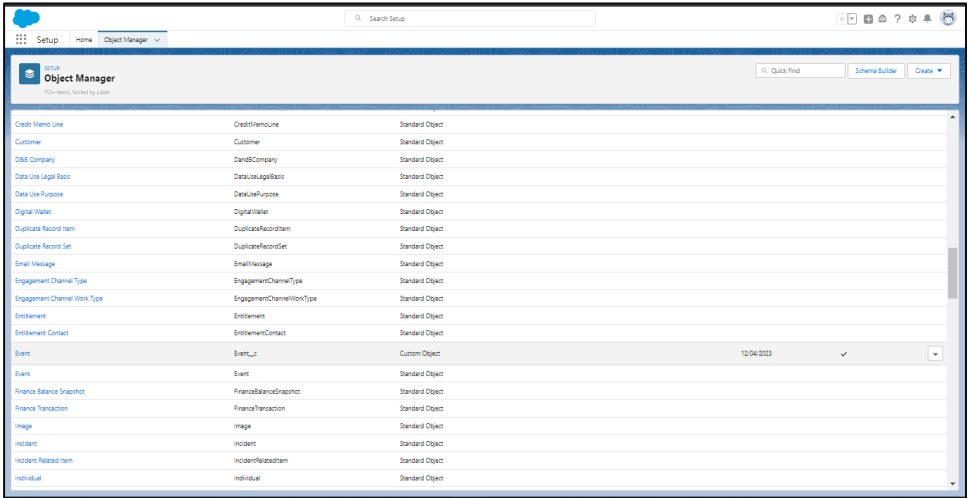 Search Setup
Setup Home Object Manager
SETUP
Object Manager
153+ Items, Sorted by Label
Quick Find Schema Builder Create
Credit Memo Line CreditMemoLine Standard Object
Customer Customer Standard Object
D&B Company DandBCompany Standard Object
Data Use Legal Basis DataUseLegalBasis Standard Object
Data Use Purpose DataUsePurpose Standard Object
Digital Wallet DigitalWallet Standard Object
Duplicate Record Item DuplicateRecordItem Standard Object
Duplicate Record Set DuplicateRecordSet Standard Object
Email Message EmailMessage Standard Object
Engagement Channel Type EngagementChannelType Standard Object
Engagement Channel Work Type EngagementChannelWorkType Standard Object
Entitlement Entitlement Standard Object
Entitlement Contact EntitlementContact Standard Object
Event Event__c Custom Object 12/04/2023
Event Event Standard Object
Finance Balance Snapshot FinanceBalanceSnapshot Standard Object
Finance Transaction FinanceTransaction Standard Object
Image Image Standard Object
Incident Incident Standard Object
Incident Related Item IncidentRelatedItem Standard Object
Individual Individual Standard Object